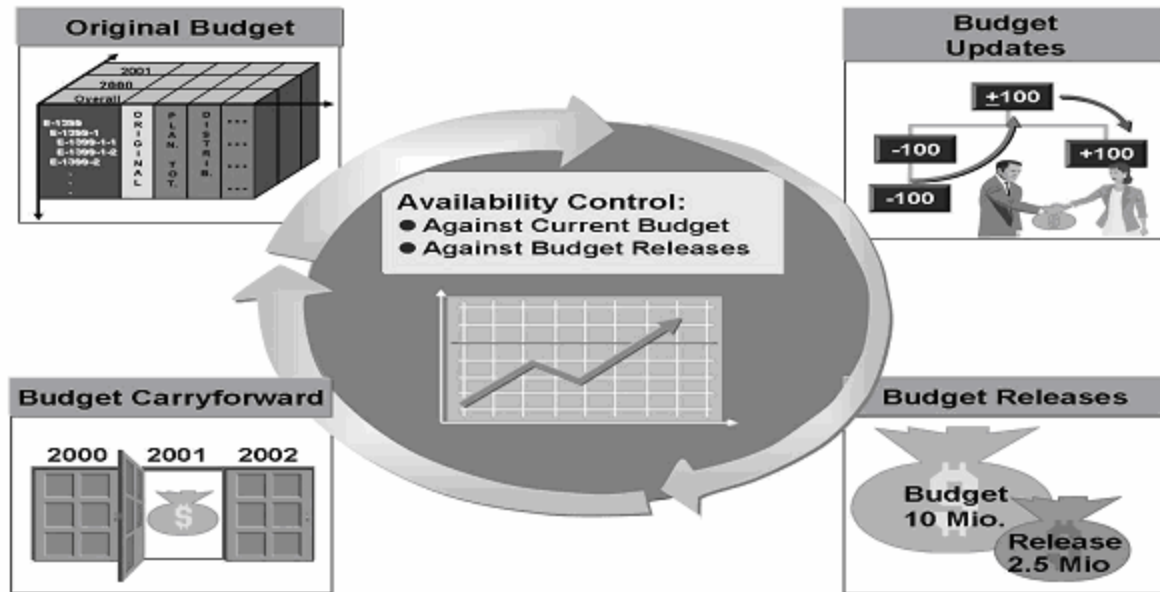 Original Budget
2001
2000
Overall
E-1399
E-1399-1
E-1399-1-1
E-1399-1-2
E-1399-2
ORIGINAL
PLAN. TOT.
DISTRIB.
Budget
Updates
±100
-100
+100
-100
Availability Control:
● Against Current Budget
● Against Budget Releases
Budget Carryforward
2000 2001 2002
$
Budget Releases
Budget
10 Mio.
Release
2.5 Mio